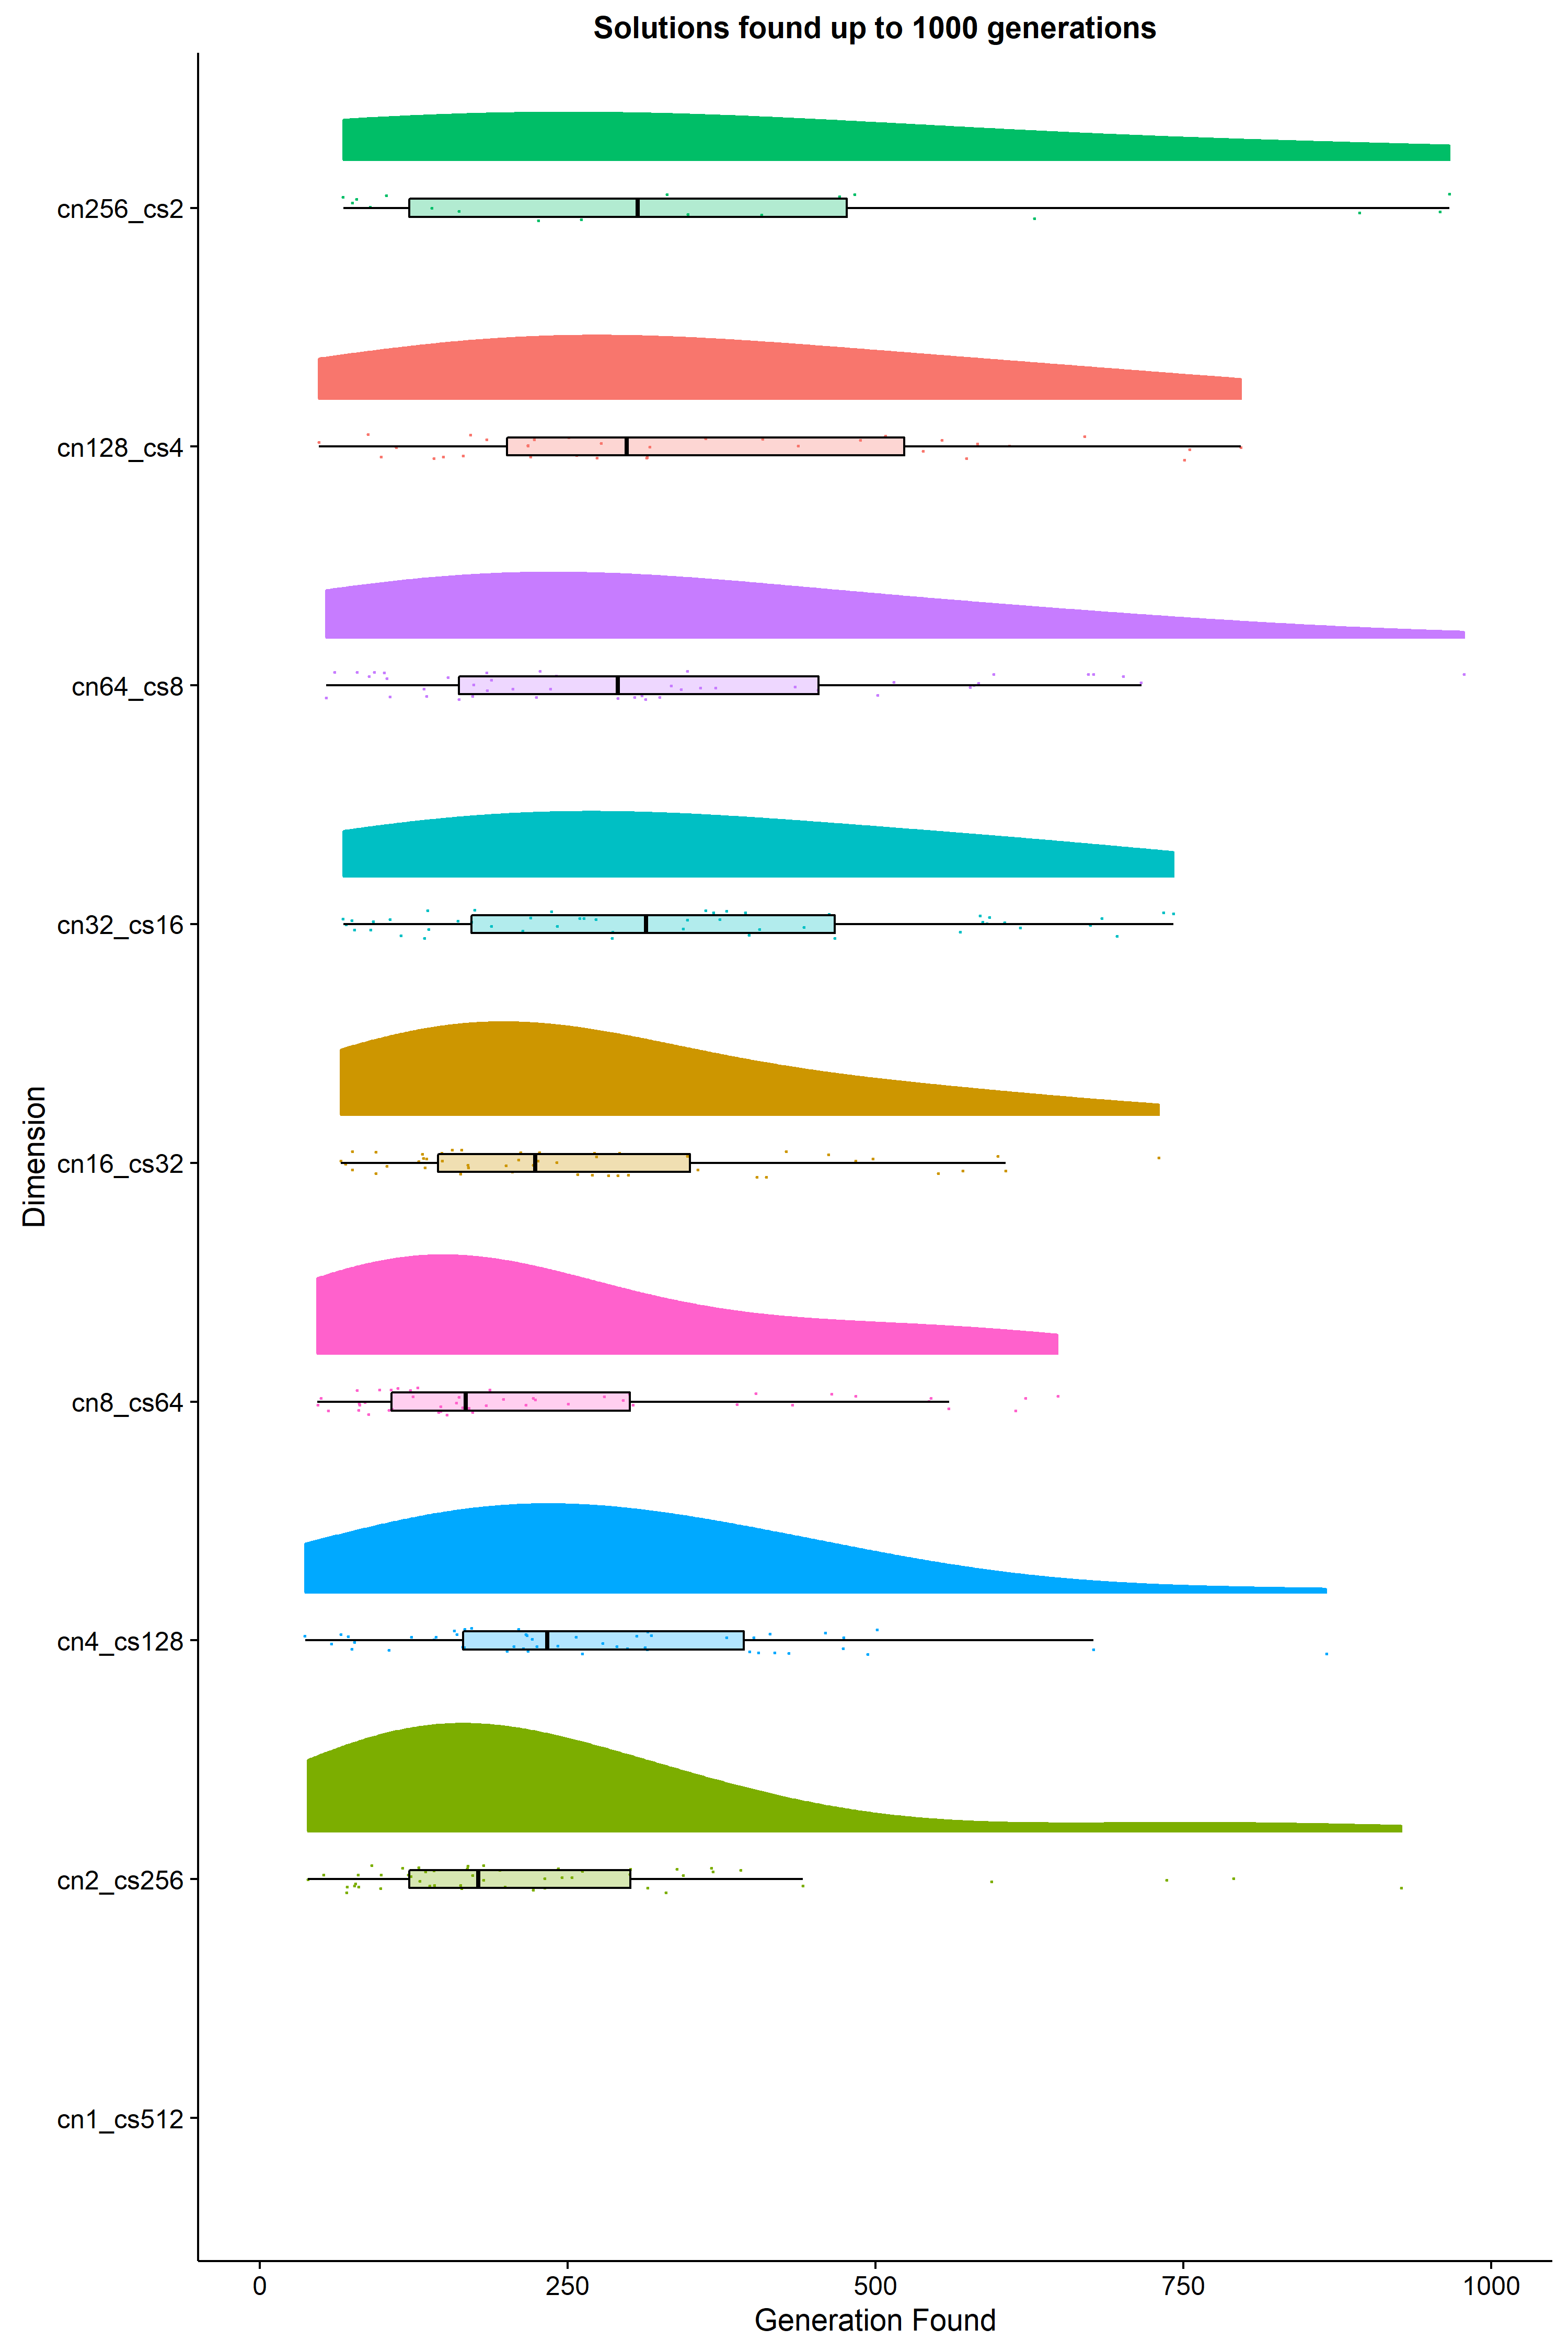 Solutions found up to 1000 generations
cn256_cs2
cn128_cs4
cn64_cs8
cn32_cs16
cn16_cs32
cn8_cs64
cn4_cs128
cn2_cs256
cn1_cs512
Dimension
0 250 500 750 1000
Generation Found